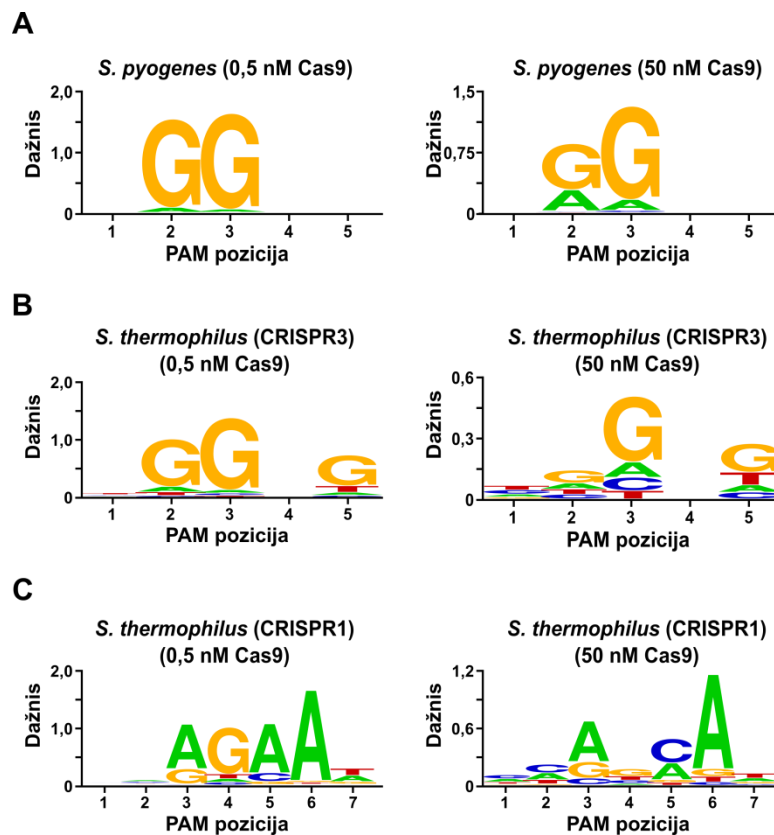 A
S. pyogenes (0,5 nM Cas9)
2,0
1,0
0
Dažnis
GG
A
1 2 3 4 5
PAM pozicija
S. pyogenes (50 nM Cas9)
1,5
0,75
0
Dažnis
GG
AA
1 2 3 4 5
PAM pozicija
B
S. thermophilus (CRISPR3)
(0,5 nM Cas9)
2,0
1,0
0
Dažnis
GG G
T
1 2 3 4 5
PAM pozicija
S. thermophilus (CRISPR3)
(50 nM Cas9)
0,6
0,3
0
Dažnis
G G G
A A T
T C A
C T C
1 2 3 4 5
PAM pozicija
C
S. thermophilus (CRISPR1)
(0,5 nM Cas9)
2,0
1,0
0
Dažnis
AGAA T
G T C A
1 2 3 4 5 6 7
PAM pozicija
S. thermophilus (CRISPR1)
(50 nM Cas9)
1,2
0,6
0
Dažnis
C C A G C A T
A G T A G A
T C C T T
1 2 3 4 5 6 7
PAM pozicija